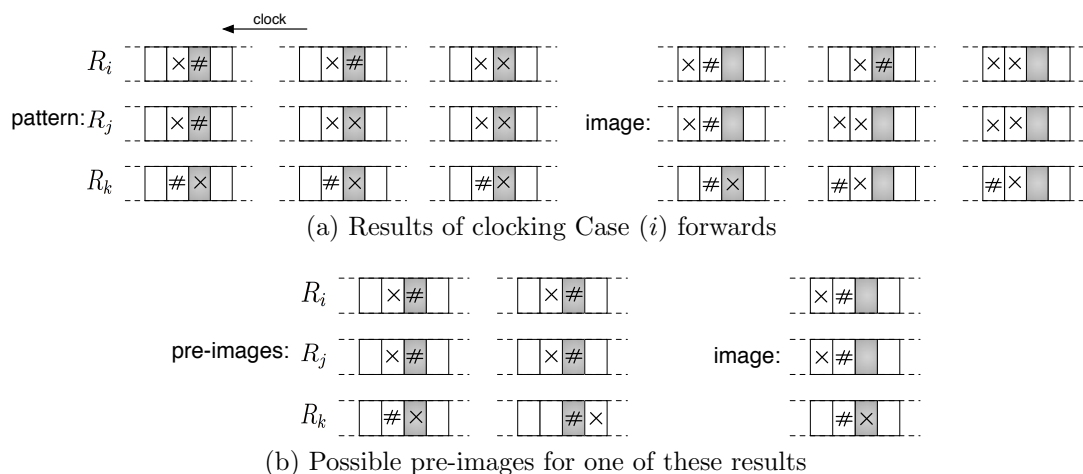 clock
R_i × # × # × × × # × # × ×
pattern: R_j × # × × × × image: × # × × × ×
R_k # × # × # × # × # × # ×
(a) Results of clocking Case (i) forwards
R_i × # × # × #
pre-images: R_j × # × # image: × #
R_k # × # × # ×
(b) Possible pre-images for one of these results